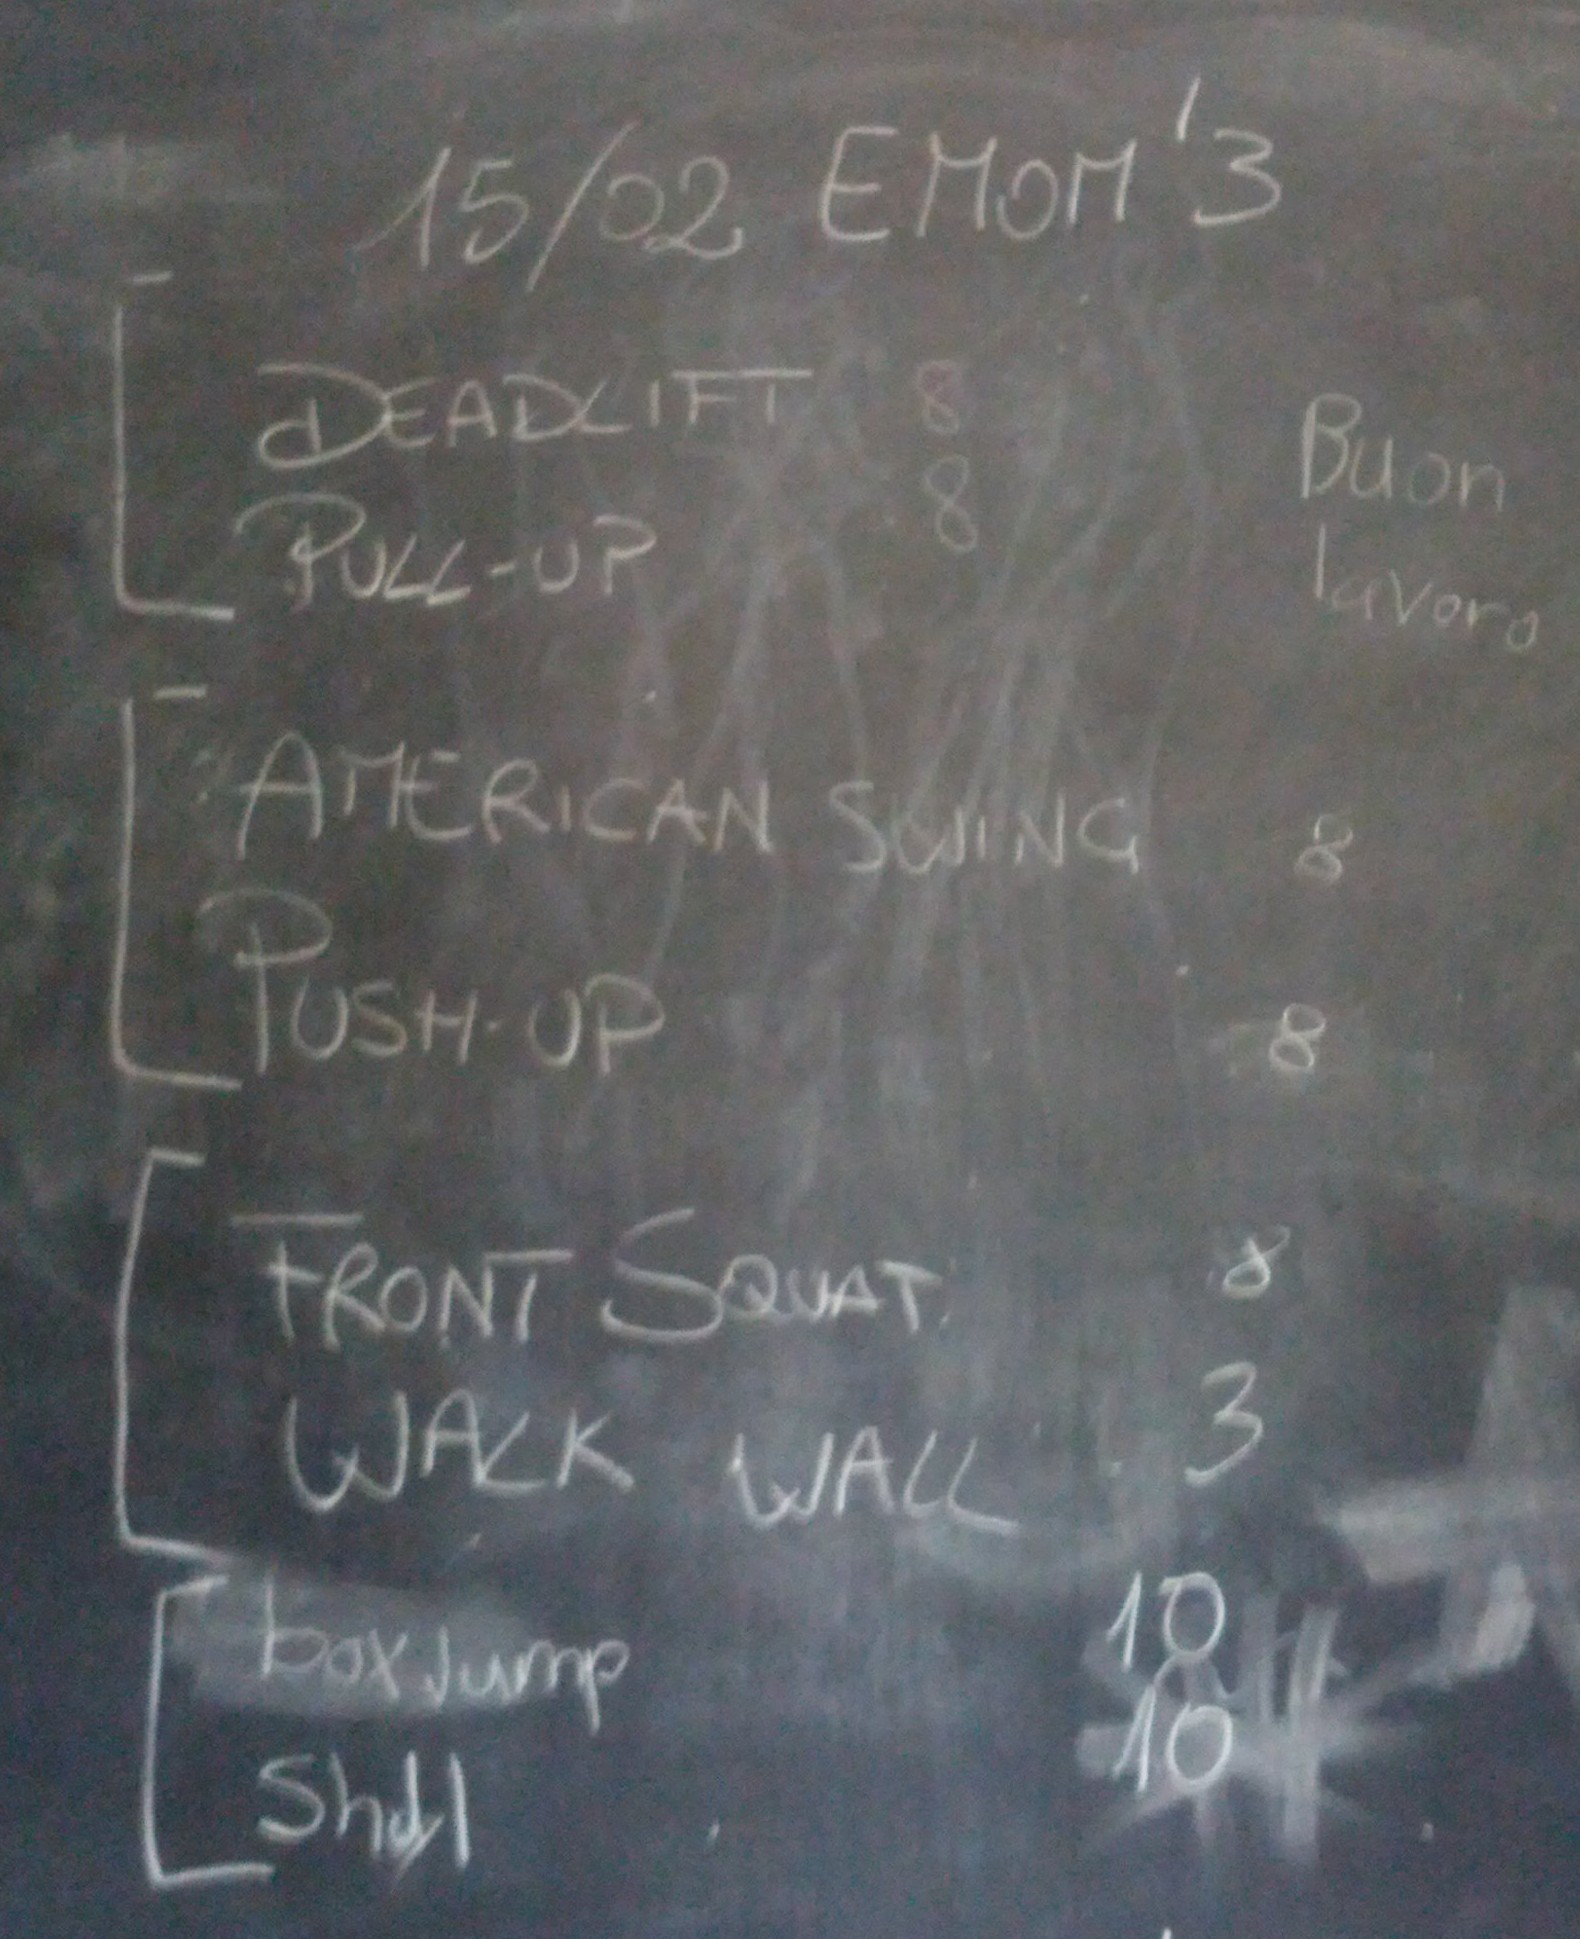 15/02 EMOM '3
DEADLIFT 8
PULL-UP 8
Buon
lavoro
AMERICAN SWING 8
PUSH-UP 8
FRONT SQUAT 8
WALK WALL 3
box Jump 10
10